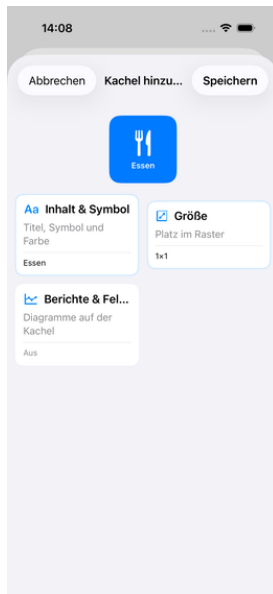 14:08
Abbrechen
Kachel hinzu...
Speichern
Essen
Aa Inhalt & Symbol
Titel, Symbol und
Farbe
Essen
Größe
Platz im Raster
1x1
Berichte & Fel...
Diagramme auf der
Kachel
Aus